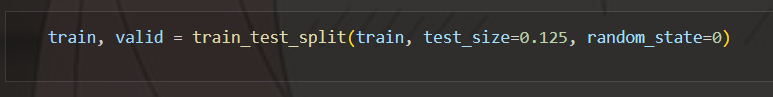 train, valid = train_test_split(train, test_size=0.125, random_state=0)